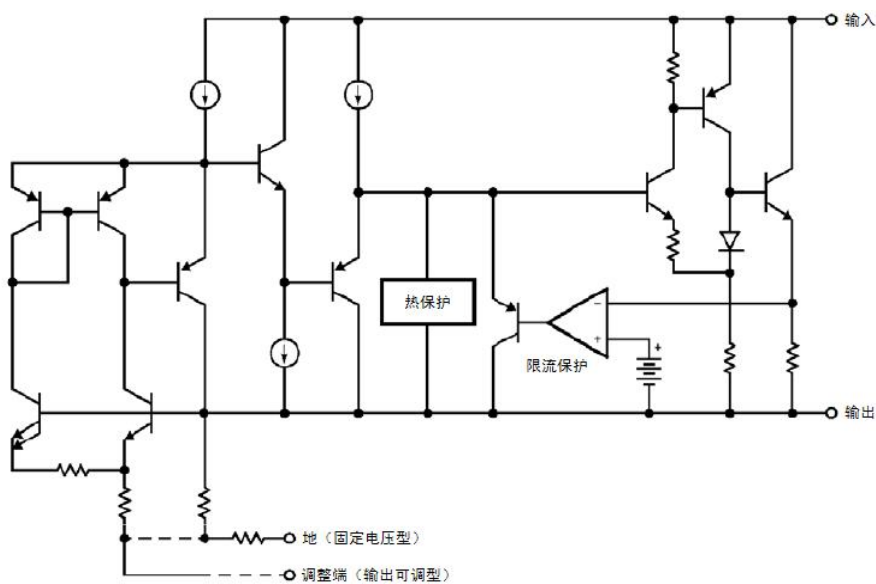 输入
热保护
−
+
+
限流保护
输出
地（固定电压型）
调整端（输出可调型）